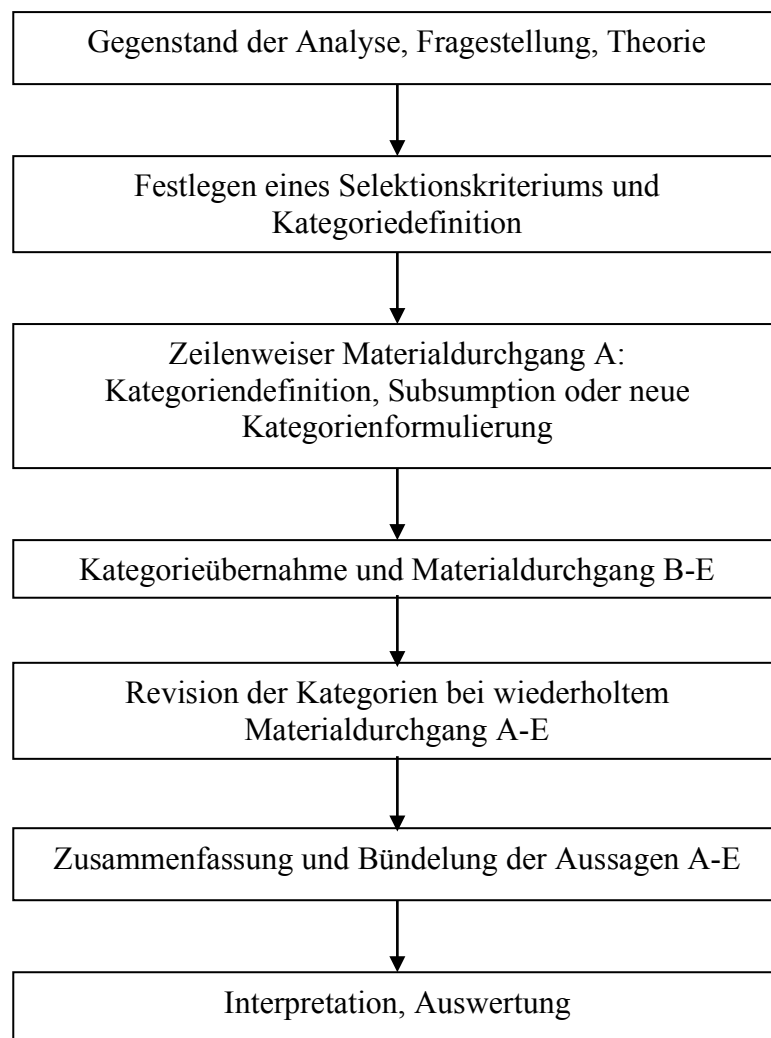 Gegenstand der Analyse, Fragestellung, Theorie
Festlegen eines Selektionskriteriums und
Kategoriedefinition
Zeilenweiser Materialdurchgang A:
Kategoriendefinition, Subsumption oder neue
Kategorienformulierung
Kategorieübernahme und Materialdurchgang B-E
Revision der Kategorien bei wiederholtem
Materialdurchgang A-E
Zusammenfassung und Bündelung der Aussagen A-E
Interpretation, Auswertung